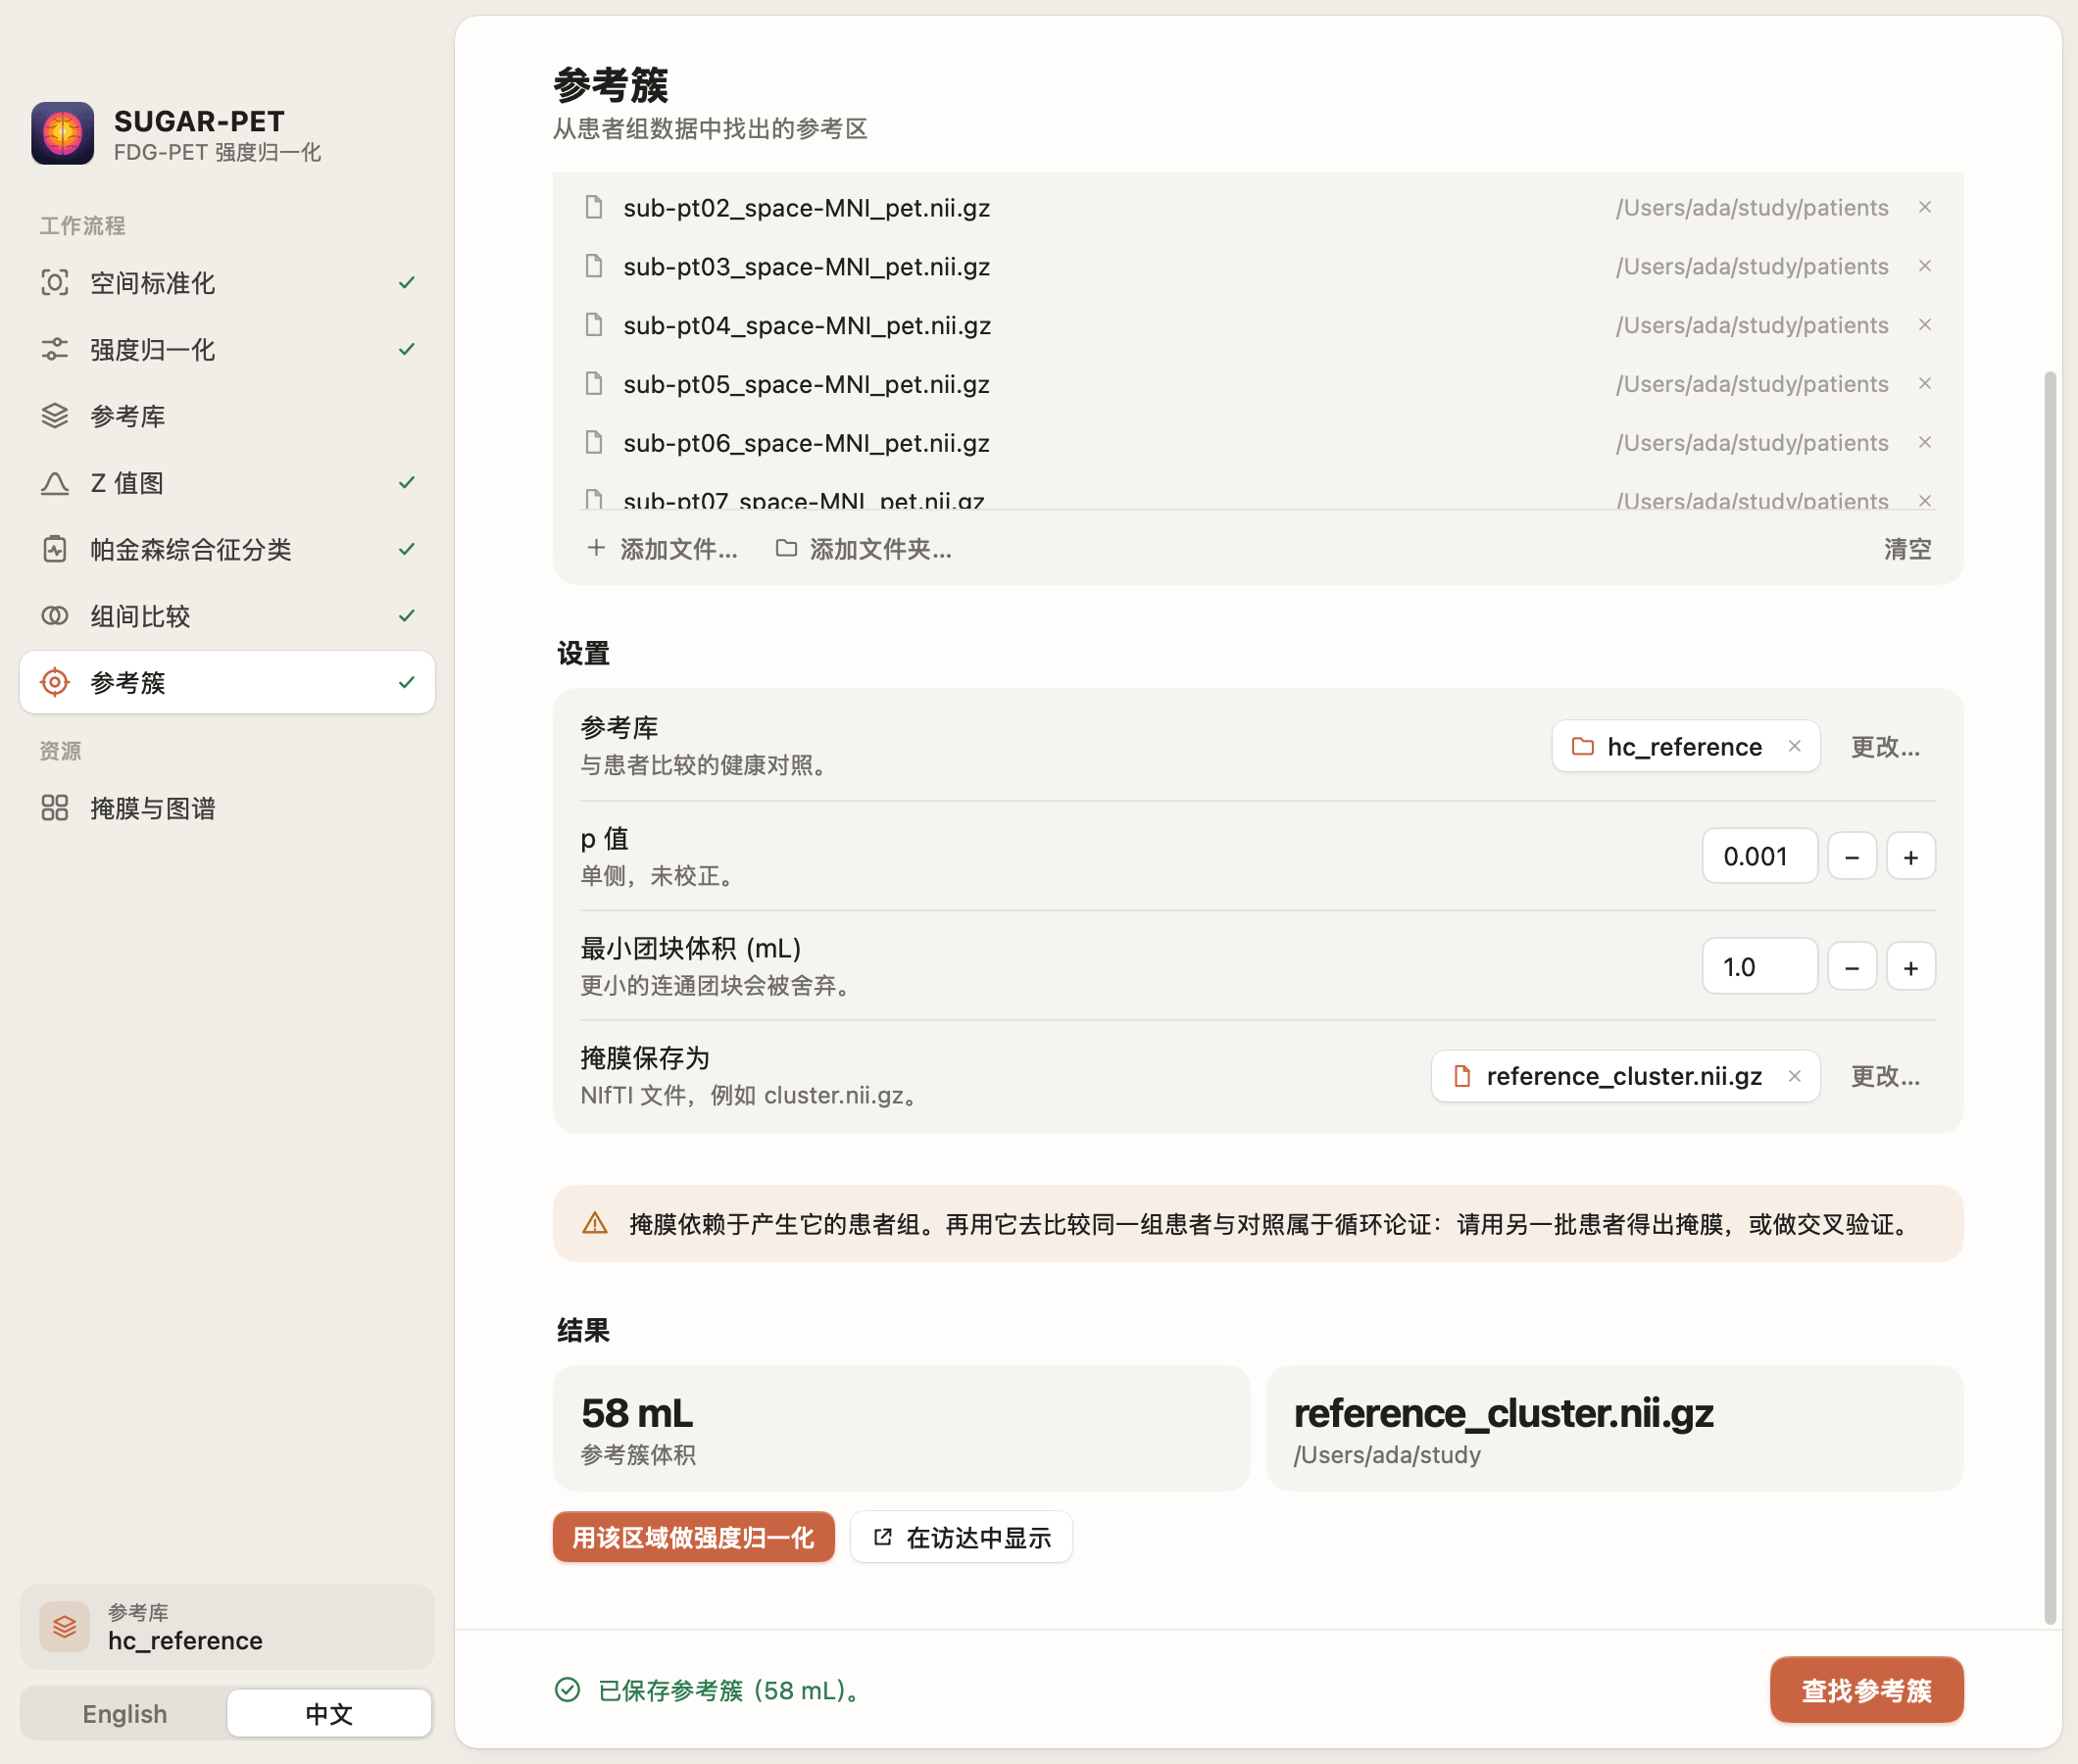 SUGAR-PET
FDG-PET 强度归一化
工作流程
空间标准化
强度归一化
参考库
Z 值图
帕金森综合征分类
组间比较
参考簇
资源
掩膜与图谱
参考库
hc_reference
English
中文
参考簇
从患者组数据中找出的参考区
sub-pt02_space-MNI_pet.nii.gz /Users/ada/study/patients ×
sub-pt03_space-MNI_pet.nii.gz /Users/ada/study/patients ×
sub-pt04_space-MNI_pet.nii.gz /Users/ada/study/patients ×
sub-pt05_space-MNI_pet.nii.gz /Users/ada/study/patients ×
sub-pt06_space-MNI_pet.nii.gz /Users/ada/study/patients ×
sub-pt07_space-MNI_pet.nii.gz /Users/ada/study/patients ×
+ 添加文件... 添加文件夹... 清空
设置
参考库
与患者比较的健康对照。
hc_reference × 更改...
p 值
单侧，未校正。
0.001 − +
最小团块体积 (mL)
更小的连通团块会被舍弃。
1.0 − +
掩膜保存为
NIfTI 文件，例如 cluster.nii.gz。
reference_cluster.nii.gz × 更改...
掩膜依赖于产生它的患者组。再用它去比较同一组患者与对照属于循环论证：请用另一批患者得出掩膜，或做交叉验证。
结果
58 mL
参考簇体积
reference_cluster.nii.gz
/Users/ada/study
用该区域做强度归一化
在访达中显示
已保存参考簇（58 mL）。
查找参考簇